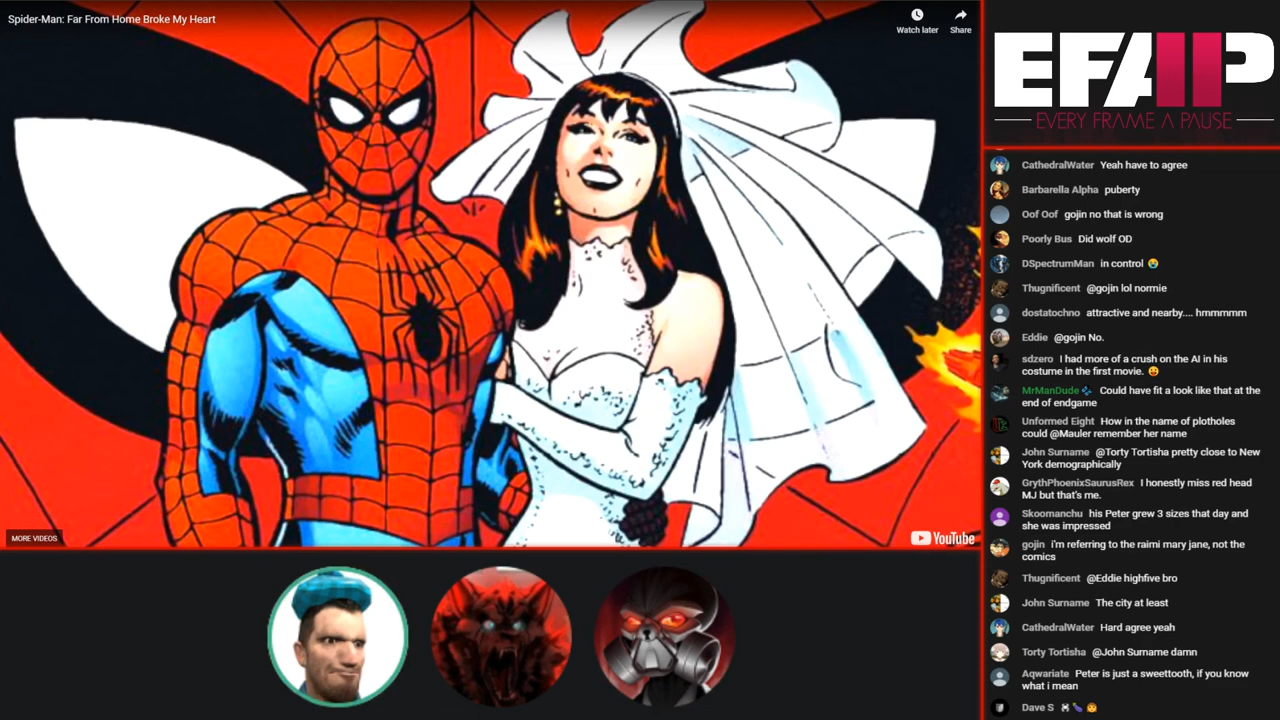 Spider-Man: Far From Home Broke My Heart
Watch later
Share
MORE VIDEOS
YouTube
EFAP
EVERY FRAME A PAUSE
CathedralWater Yeah have to agree
Barbarella Alpha puberty
Oof Oof gojin no that is wrong
Poorly Bus Did wolf OD
DSpectrumMan in control 😭
Thugnificent @gojin lol normie
dostatochno attractive and nearby.... hmmmmm
Eddie @gojin No.
sdzero I had more of a crush on the AI in his
costume in the first movie. 😛
MrManDude Could have fit a look like that at the
end of endgame
Unformed Eight How in the name of plotholes
could @Mauler remember her name
John Surname @Torty Tortisha pretty close to New
York demographically
GrythPhoenixSaurusRex I honestly miss red head
MJ but that's me.
Skoomanchu his Peter grew 3 sizes that day and
she was impressed
gojin i'm referring to the raimi mary jane, not the
comics
Thugnificent @Eddie highfive bro
John Surname The city at least
CathedralWater Hard agree yeah
Torty Tortisha @John Surname damn
Aqwariate Peter is just a sweettooth, if you know
what i mean
Dave S